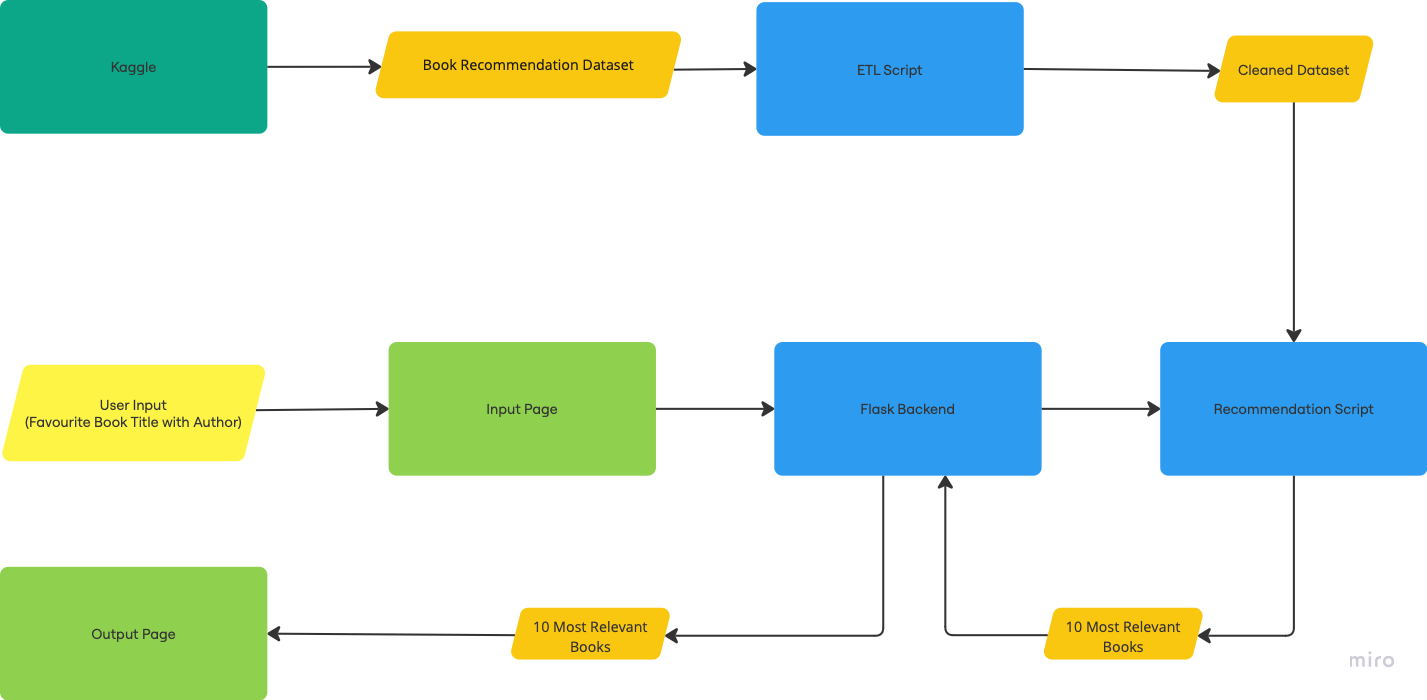 Kaggle
Book Recommendation Dataset
ETL Script
Cleaned Dataset
User Input
(Favourite Book Title with Author)
Input Page
Flask Backend
Recommendation Script
Output Page
10 Most Relevant
Books
10 Most Relevant
Books
miro